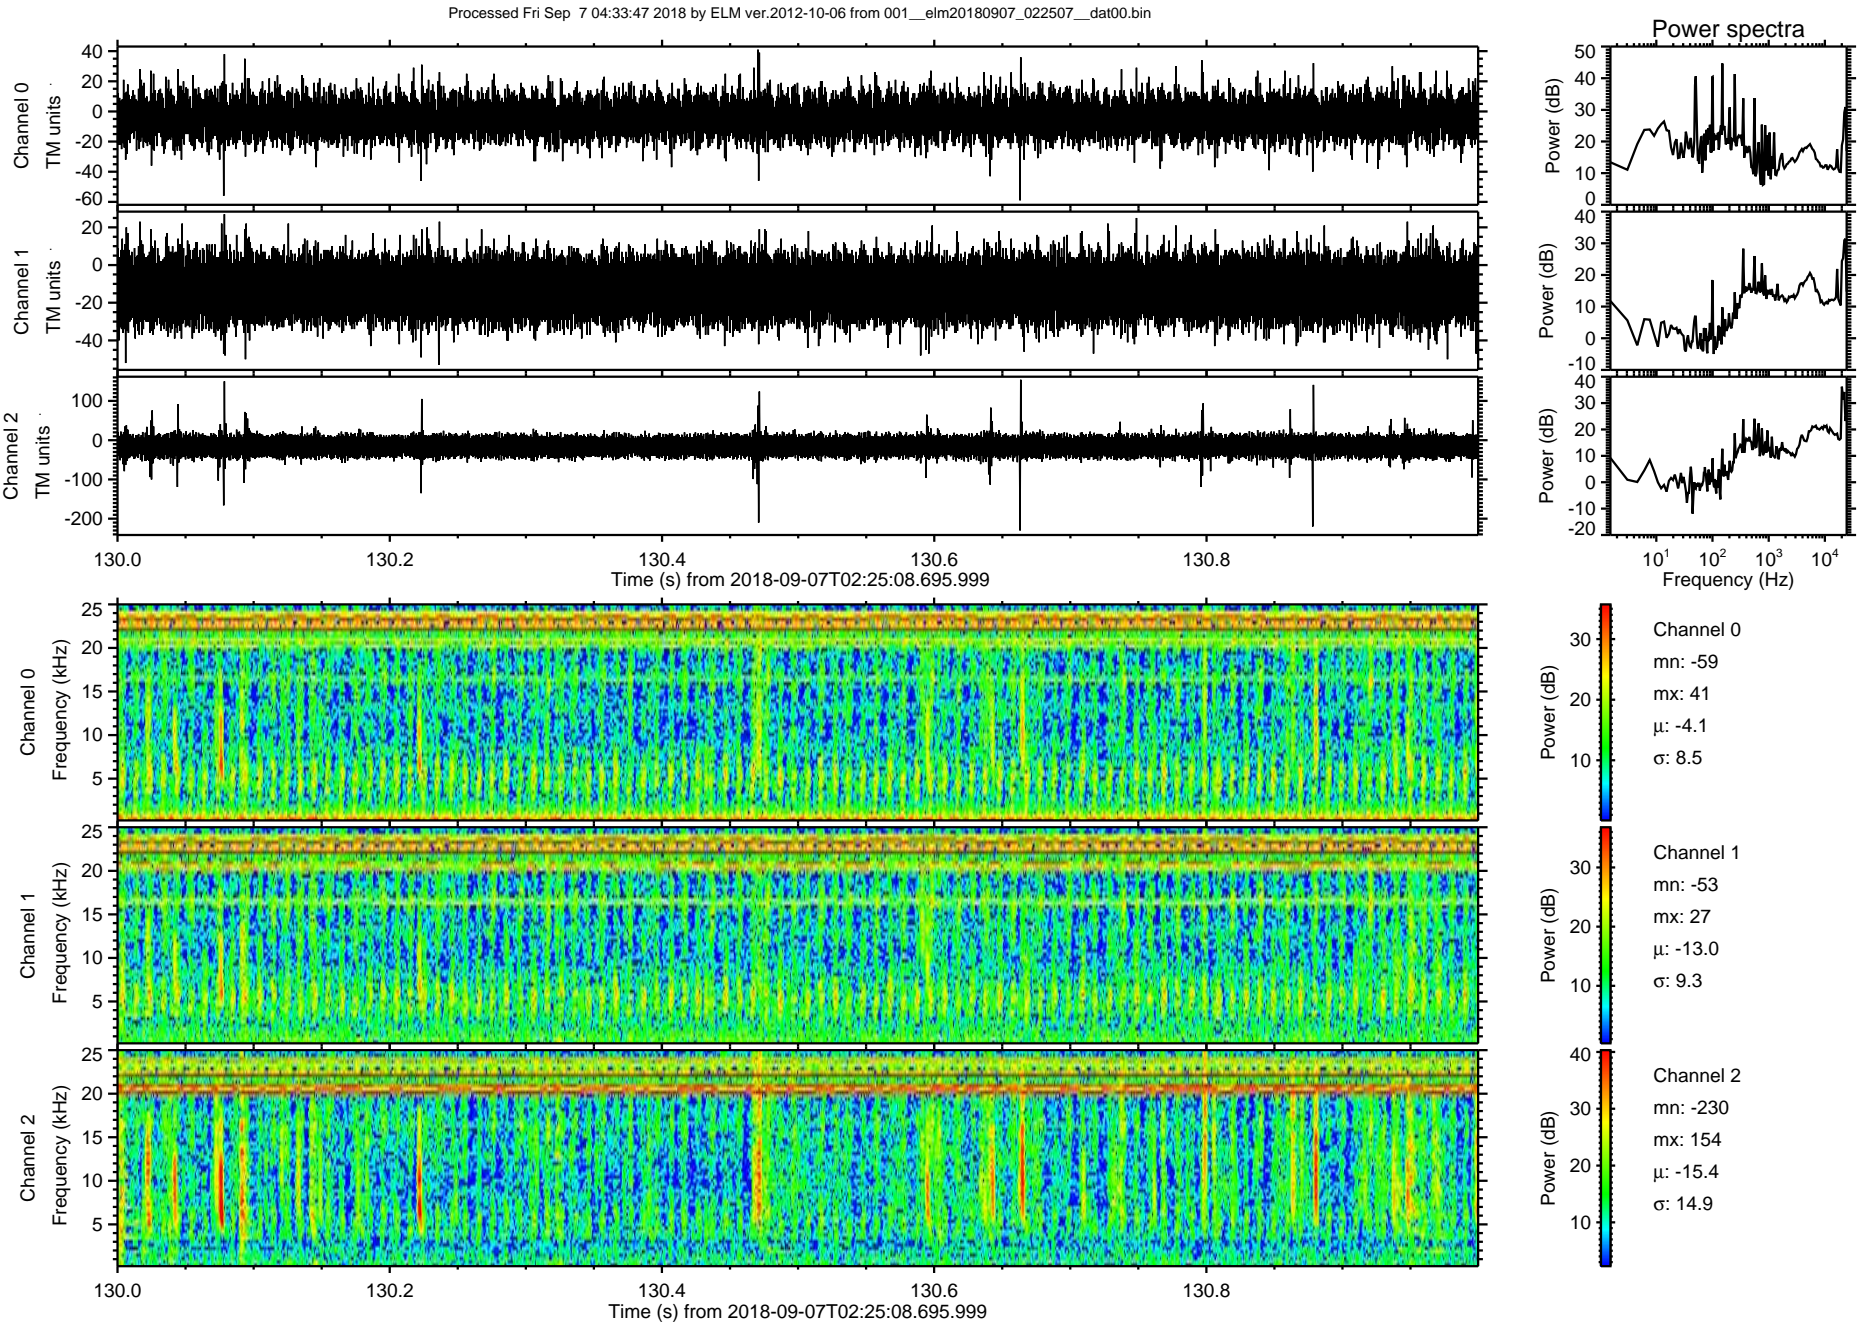 Processed Fri Sep  7 04:33:47 2018 by ELM ver.2012-10-06 from 001__elm20180907_022507__dat00.bin
Power spectra
Channel 0
TM units
40
20
0
-20
-40
-60
Power (dB)
50
40
30
20
10
0
Channel 1
TM units
20
0
-20
-40
Power (dB)
40
30
20
10
0
-10
Channel 2
TM units
100
0
-100
-200
Power (dB)
40
30
20
10
0
-10
-20
130.0 130.2 130.4 130.6 130.8
Time (s) from 2018-09-07T02:25:08.695.999
10¹ 10² 10³ 10⁴
Frequency (Hz)
Channel 0
Frequency (kHz)
25
20
15
10
5
Power (dB)
30
20
10
Channel 0
mn: -59
mx: 41
μ: -4.1
σ: 8.5
Channel 1
Frequency (kHz)
25
20
15
10
5
Power (dB)
30
20
10
Channel 1
mn: -53
mx: 27
μ: -13.0
σ: 9.3
Channel 2
Frequency (kHz)
25
20
15
10
5
Power (dB)
40
30
20
10
Channel 2
mn: -230
mx: 154
μ: -15.4
σ: 14.9
130.0 130.2 130.4 130.6 130.8
Time (s) from 2018-09-07T02:25:08.695.999